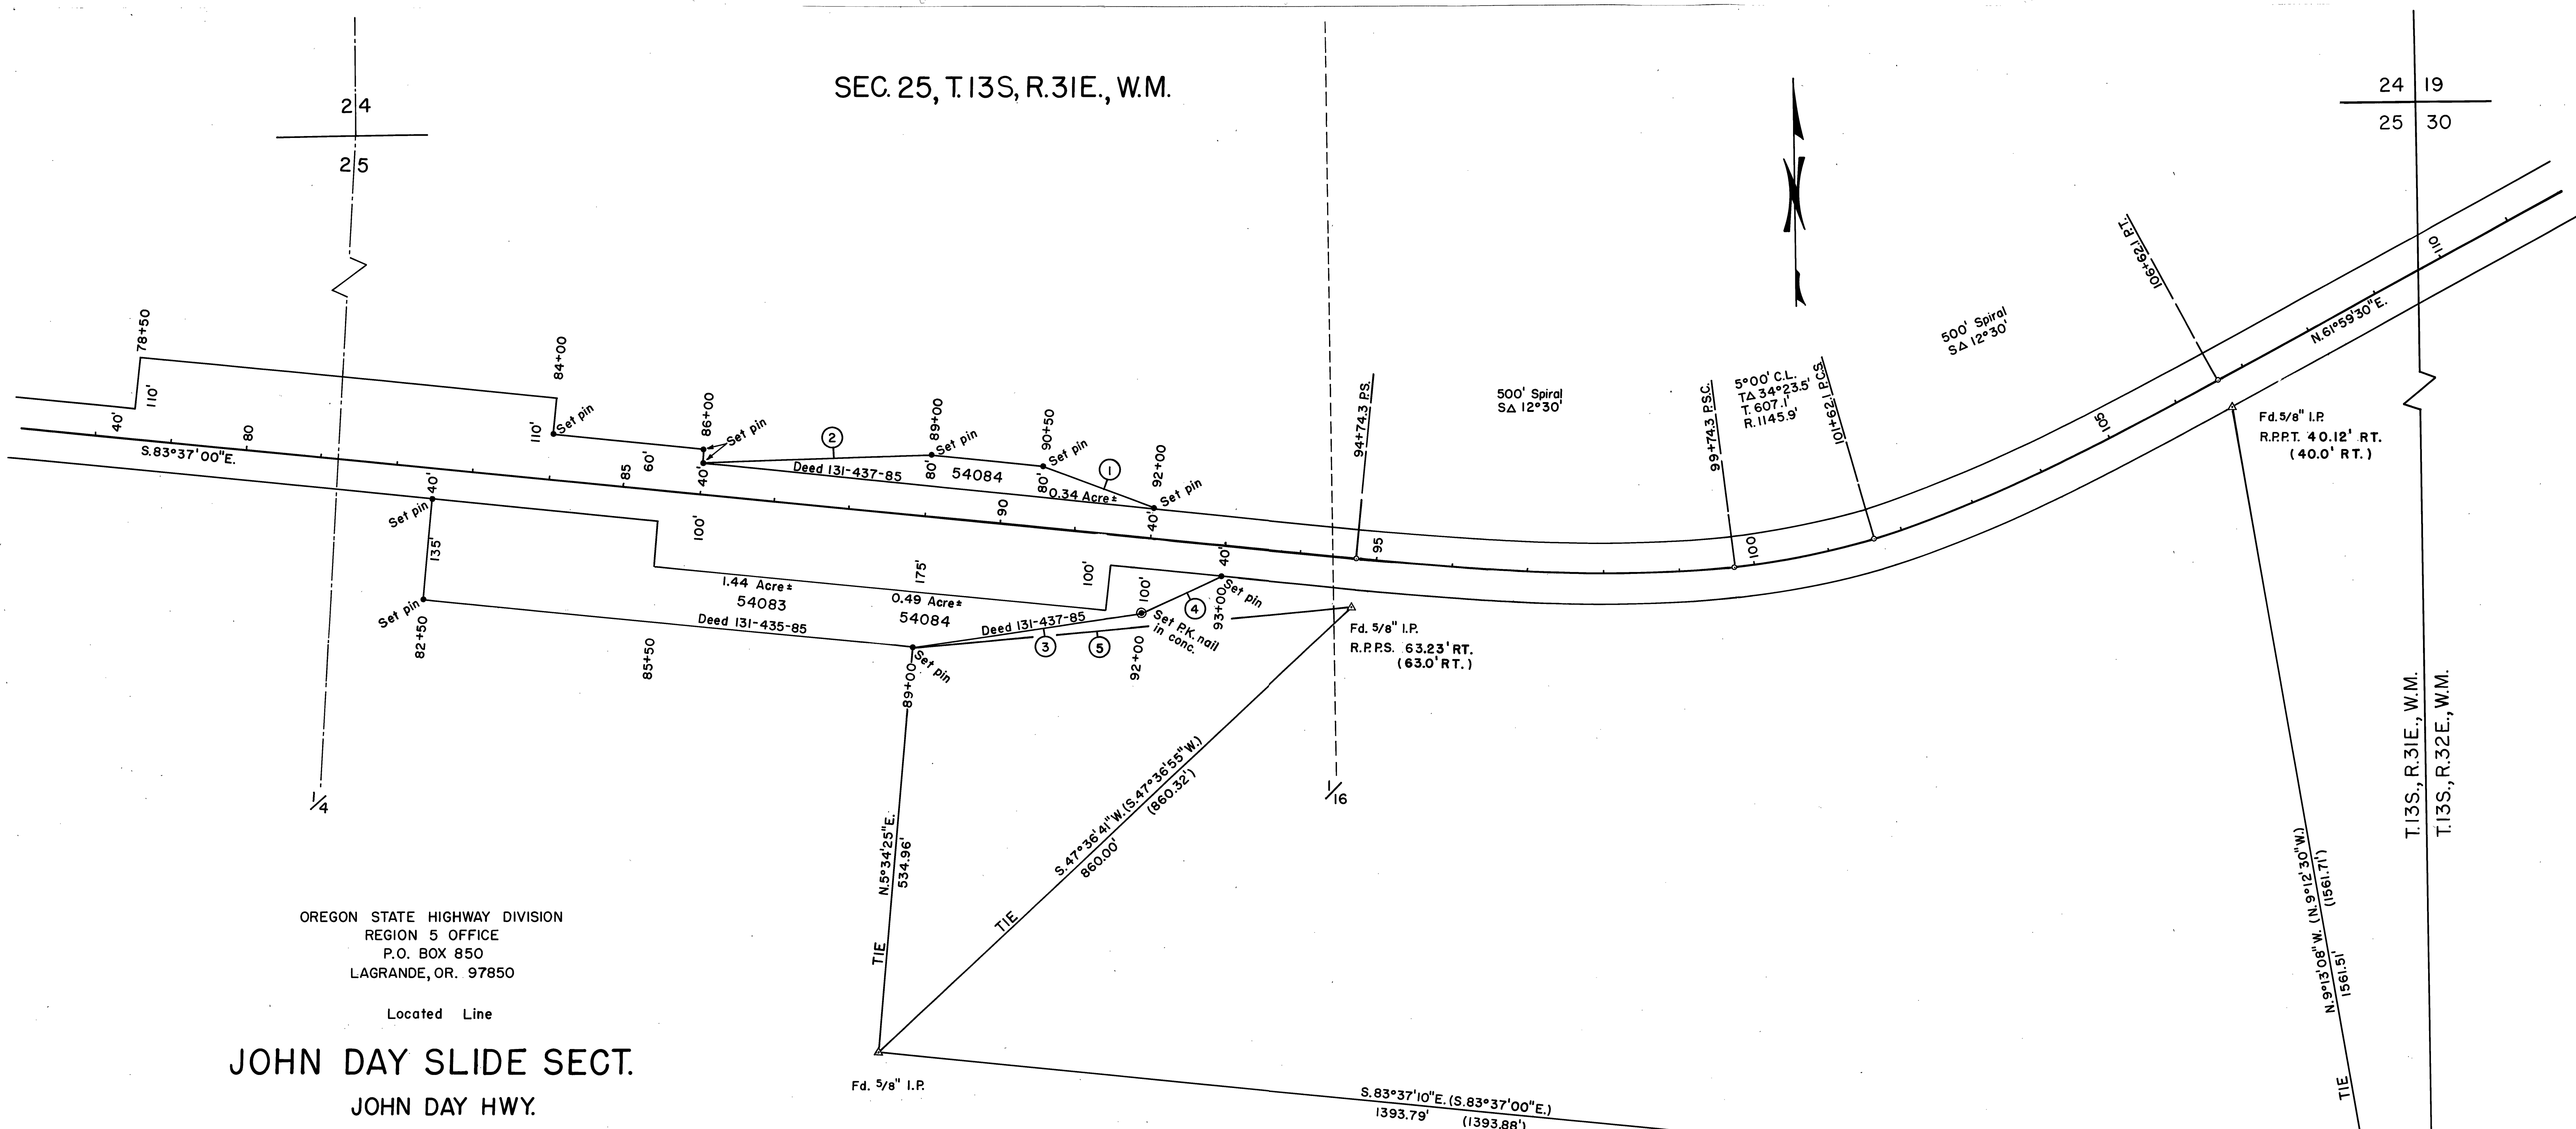 SEC. 25, T.13S, R.31E., W.M.
24
25
24 19
25 30
78+50
110'
40'
80
S.83°37'00"E.
84+00
110'
Set pin
86+00
Set pin
60'
40'
85
2
Deed 131-437-85
89+00
Set pin
80'
54084
90+50
Set pin
80'
1
0.34 Acre±
92+00
Set pin
40'
90
40'
Set pin
135'
Set pin
82+50
100'
1.44 Acre±
54083
Deed 131-435-85
85+50
175'
0.49 Acre±
54084
100'
Deed 131-437-85
3
5
100'
Set P.K. nail
in conc.
92+00
4
40'
93+00
Set pin
Set pin
89+00
94+74.3 P.S.
95
500' Spiral
S∆ 12°30'
99+74.3 P.S.C.
100
5°00' C.L.
T∆ 34°23.5'
T. 607.1'
R. 1145.9'
101+62.1 P.C.S.
500' Spiral
S∆ 12°30'
105
106+62.1 P.T.
N.61°59'30"E.
110
Fd. 5/8" I.P.
R.P.P.T. 40.12' RT.
(40.0' RT.)
Fd. 5/8" I.P.
R.P.P.S. 63.23' RT.
(63.0' RT.)
1/4
1/16
T.13S., R.31E., W.M.
T.13S., R.32E., W.M.
N.5°34'25"E.
534.96'
TIE
S.47°36'41"W. (S.47°36'55"W.)
860.00'
(860.32')
TIE
N.9°13'08"W. (N.9°12'30"W.)
1561.51'
(1561.71')
TIE
OREGON STATE HIGHWAY DIVISION
REGION 5 OFFICE
P.O. BOX 850
LAGRANDE, OR. 97850
Located Line
JOHN DAY SLIDE SECT.
JOHN DAY HWY.
Fd. 5/8" I.P.
S.83°37'10"E. (S.83°37'00"E.)
1393.79' (1393.88')